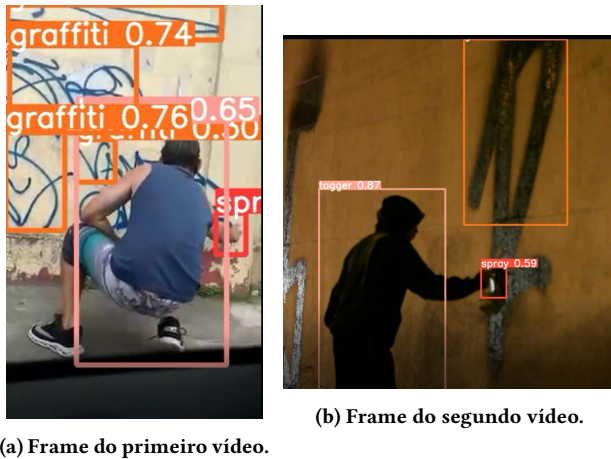 graffiti 0.74
graffiti 0.76
0.65
spr
(a) Frame do primeiro vídeo.
tagger 0.87
spray 0.59
(b) Frame do segundo vídeo.